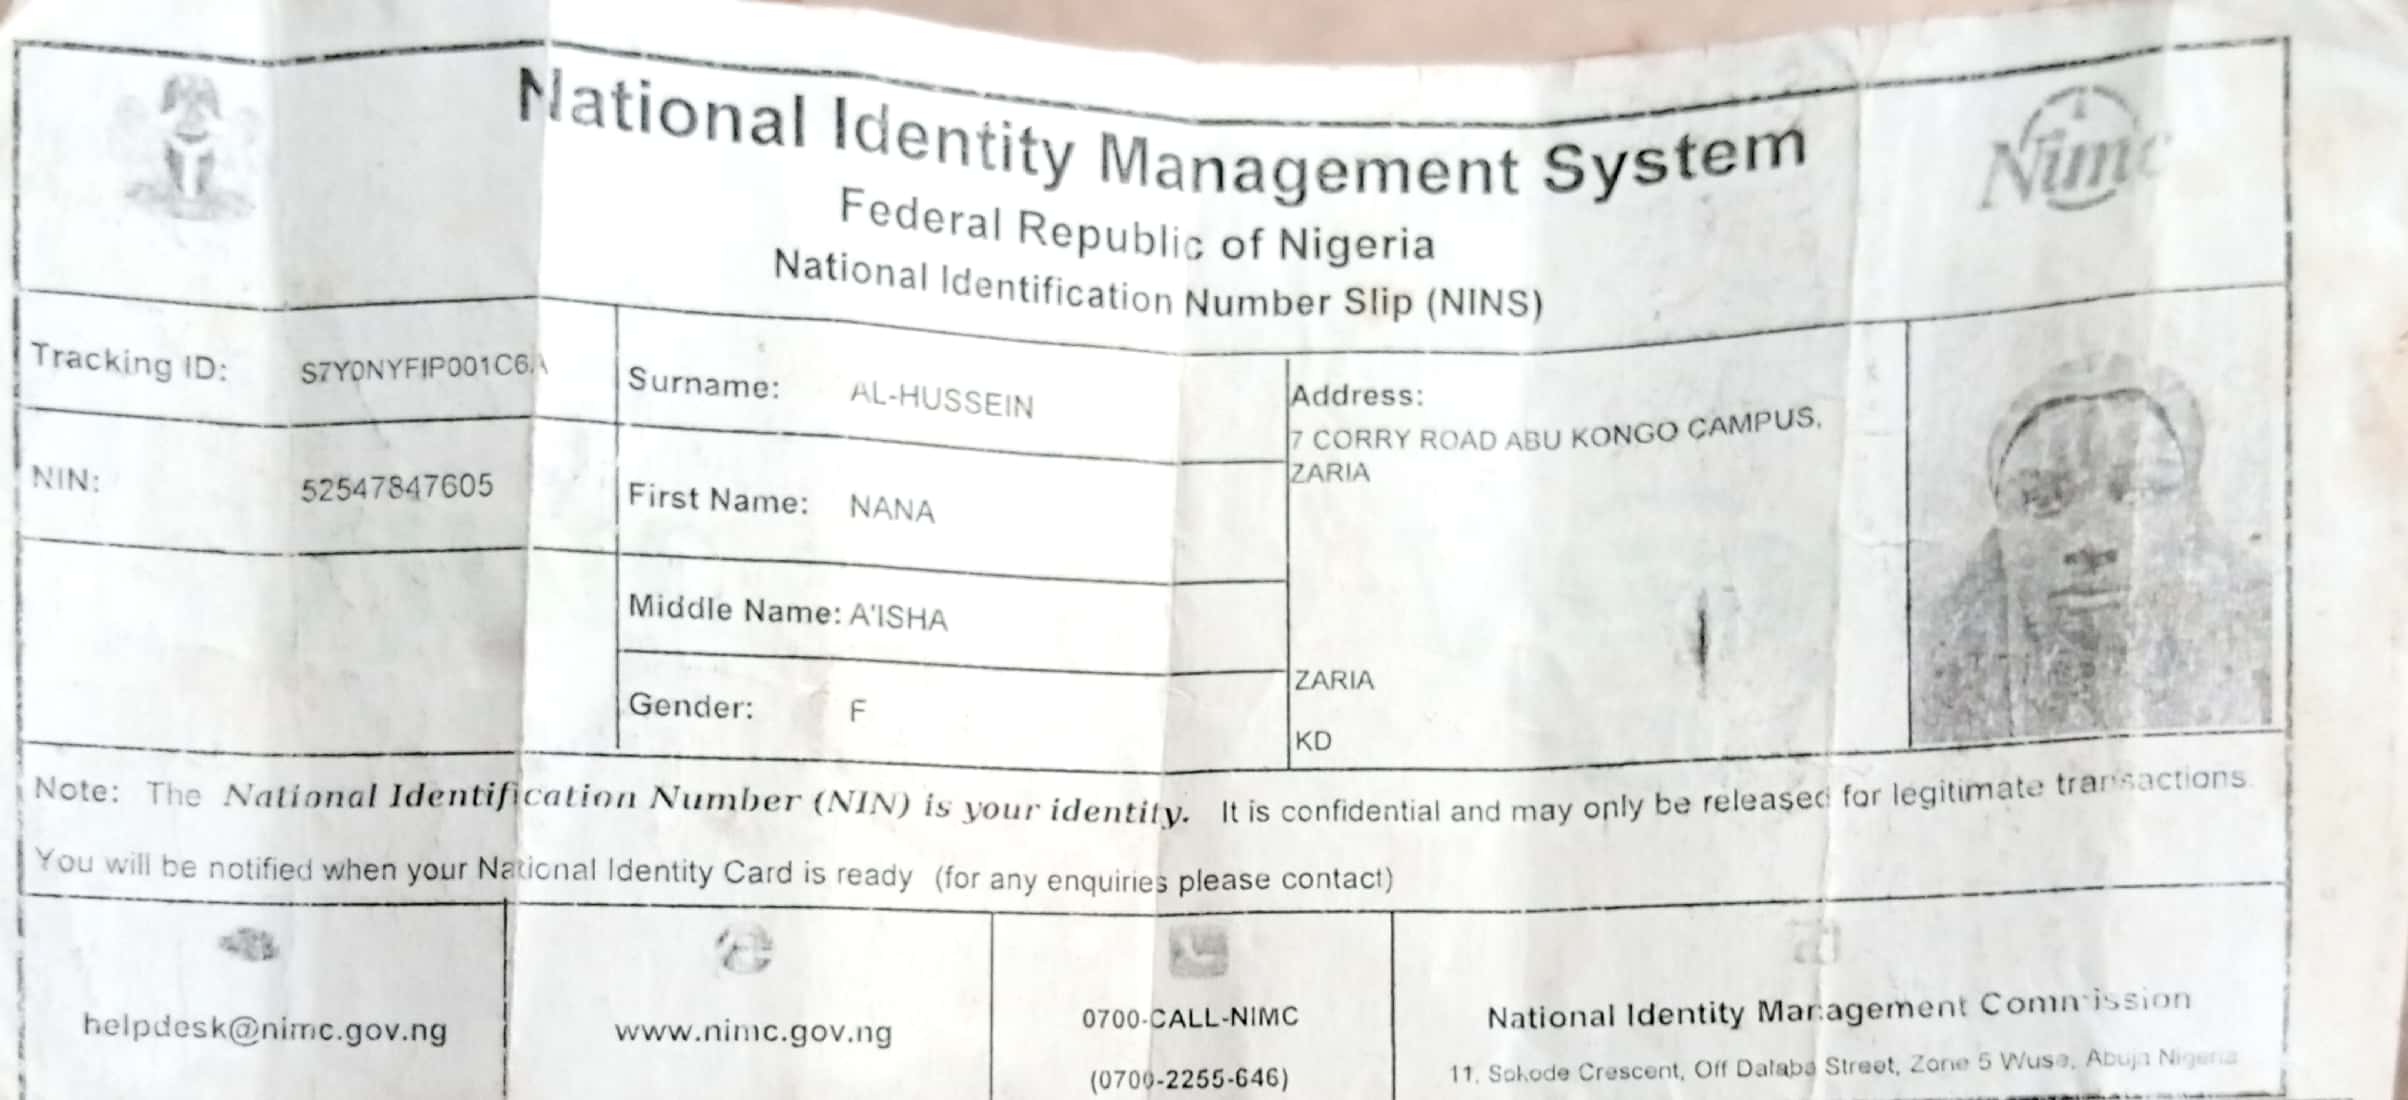 National Identity Management System
Federal Republic of Nigeria
National Identification Number Slip (NINS)
Nimc
Tracking ID: S7Y0NYFIP001C6
NIN: 52547847605
Surname: AL-HUSSEIN
First Name: NANA
Middle Name: A'ISHA
Gender: F
Address:
7 CORRY ROAD ABU KONGO CAMPUS,
ZARIA
ZARIA
KD
Note: The National Identification Number (NIN) is your identity. It is confidential and may only be released for legitimate transactions.
You will be notified when your National Identity Card is ready (for any enquiries please contact)
helpdesk@nimc.gov.ng
www.nimc.gov.ng
0700-CALL-NIMC
(0700-2255-646)
National Identity Management Commission
11, Sokode Crescent, Off Dalaba Street, Zone 5 Wuse, Abuja Nigeria